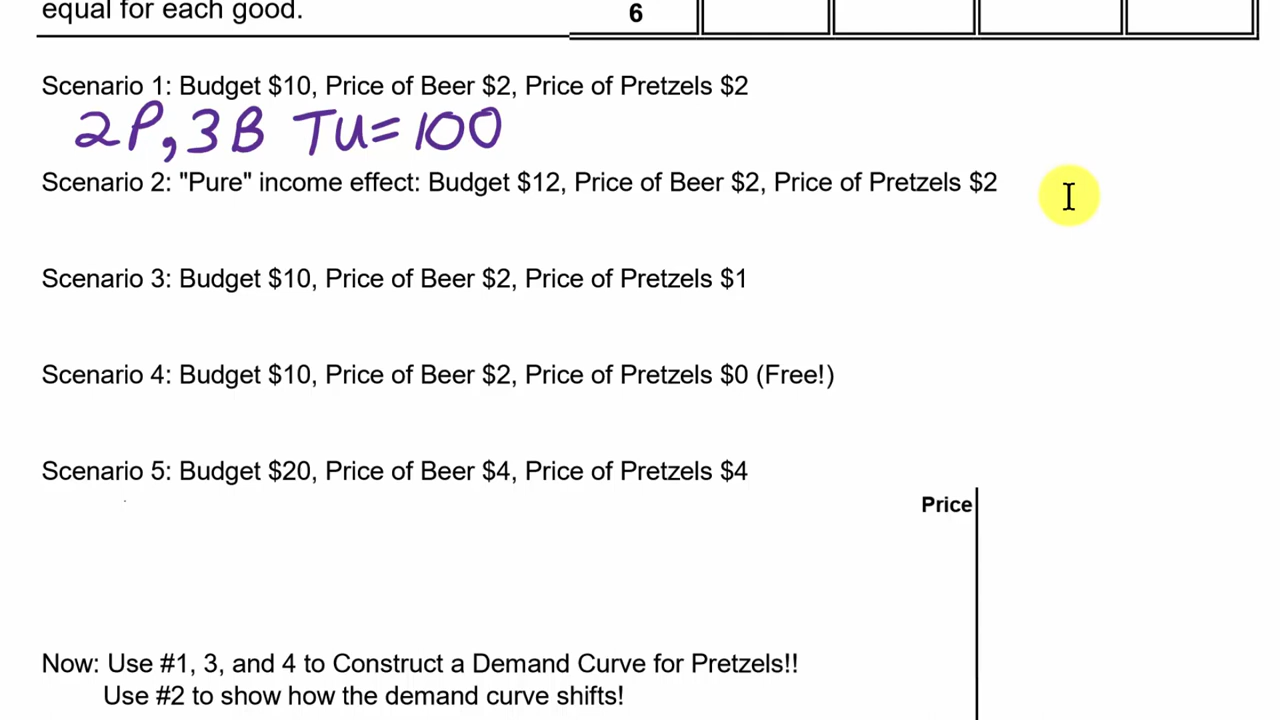 equal for each good.
6
Scenario 1: Budget $10, Price of Beer $2, Price of Pretzels $2
2P, 3B TU=100
Scenario 2: "Pure" income effect: Budget $12, Price of Beer $2, Price of Pretzels $2
Scenario 3: Budget $10, Price of Beer $2, Price of Pretzels $1
Scenario 4: Budget $10, Price of Beer $2, Price of Pretzels $0 (Free!)
Scenario 5: Budget $20, Price of Beer $4, Price of Pretzels $4
Price
Now: Use #1, 3, and 4 to Construct a Demand Curve for Pretzels!!
Use #2 to show how the demand curve shifts!